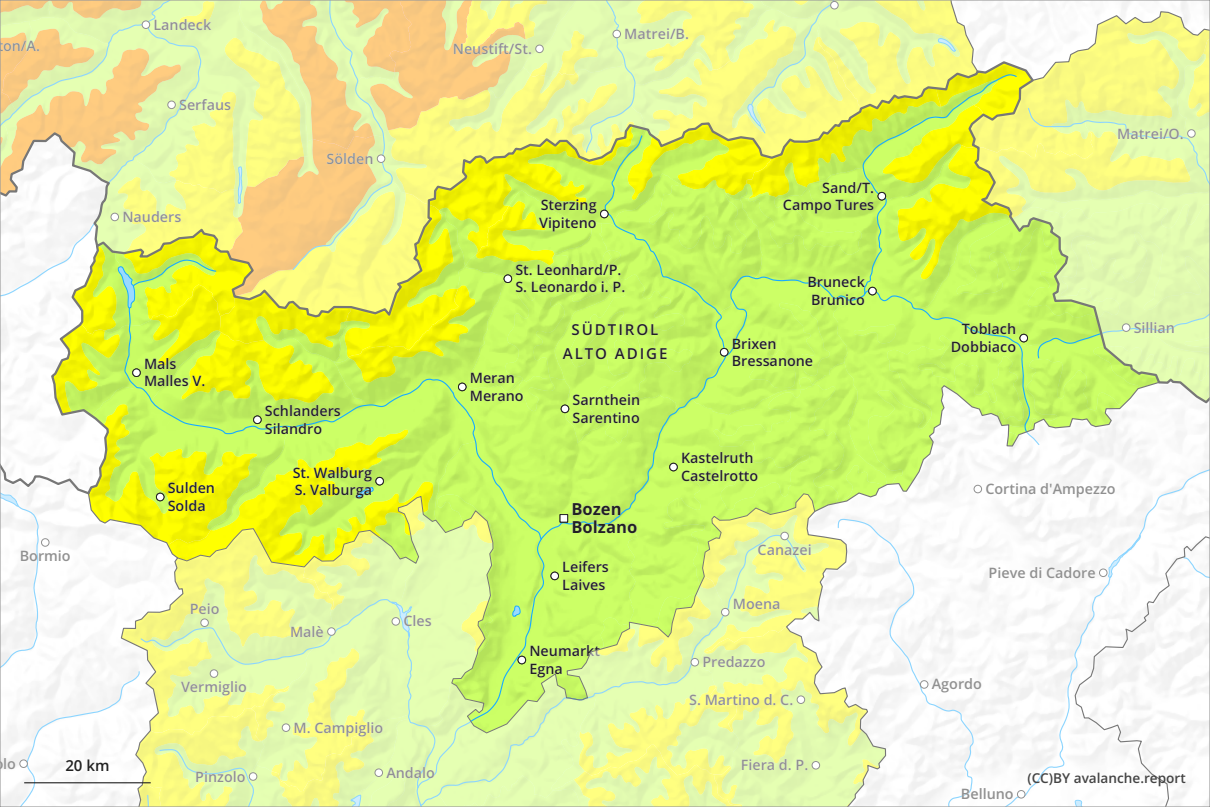 Landeck
ton/A.
Neustift/St.
Matrei/B.
Serfaus
Matrei/O.
Sölden
Nauders
Sand/T.
Campo Tures
Sterzing
Vipiteno
St. Leonhard/P.
S. Leonardo i. P.
Bruneck
Brunico
SÜDTIROL
ALTO ADIGE
Toblach
Dobbiaco
Sillian
Brixen
Bressanone
Mals
Malles V.
Meran
Merano
Schlanders
Silandro
Sarnthein
Sarentino
St. Walburg
S. Valburga
Kastelruth
Castelrotto
Sulden
Solda
Cortina d'Ampezzo
Bozen
Bolzano
Bormio
Canazei
Leifers
Laives
Pieve di Cadore
Peio
Moena
Malè
Cles
Neumarkt
Egna
Predazzo
Vermiglio
Agordo
S. Martino d. C.
M. Campiglio
20 km
olo
Pinzolo
Andalo
Fiera d. P.
(CC)BY avalanche.report
Belluno